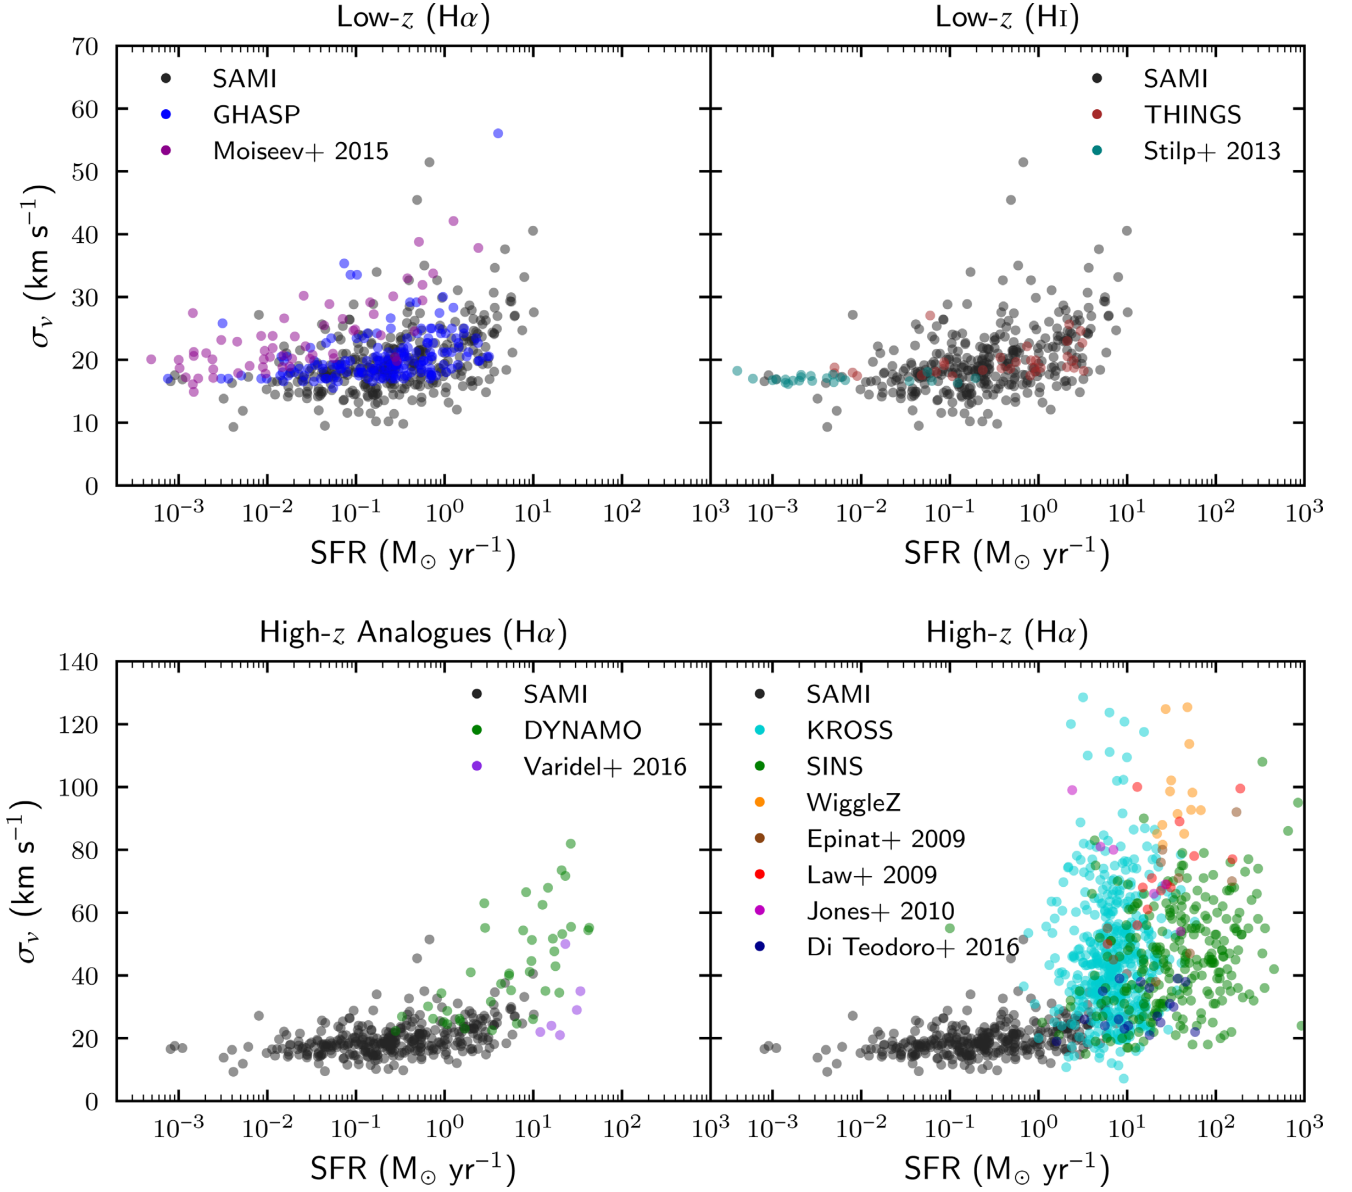 Low-z (Hα)
Low-z (HI)
70
60
50
40
30
20
10
0
σᵥ (km s⁻¹)
SAMI
GHASP
Moiseev+ 2015
SAMI
THINGS
Stilp+ 2013
10⁻³ 10⁻² 10⁻¹ 10⁰ 10¹ 10² 10³
10⁻³ 10⁻² 10⁻¹ 10⁰ 10¹ 10² 10³
SFR (M⊙ yr⁻¹)
SFR (M⊙ yr⁻¹)
High-z Analogues (Hα)
High-z (Hα)
140
120
100
80
60
40
20
0
σᵥ (km s⁻¹)
SAMI
DYNAMO
Varidel+ 2016
SAMI
KROSS
SINS
WiggleZ
Epinat+ 2009
Law+ 2009
Jones+ 2010
Di Teodoro+ 2016
10⁻³ 10⁻² 10⁻¹ 10⁰ 10¹ 10² 10³
10⁻³ 10⁻² 10⁻¹ 10⁰ 10¹ 10² 10³
SFR (M⊙ yr⁻¹)
SFR (M⊙ yr⁻¹)